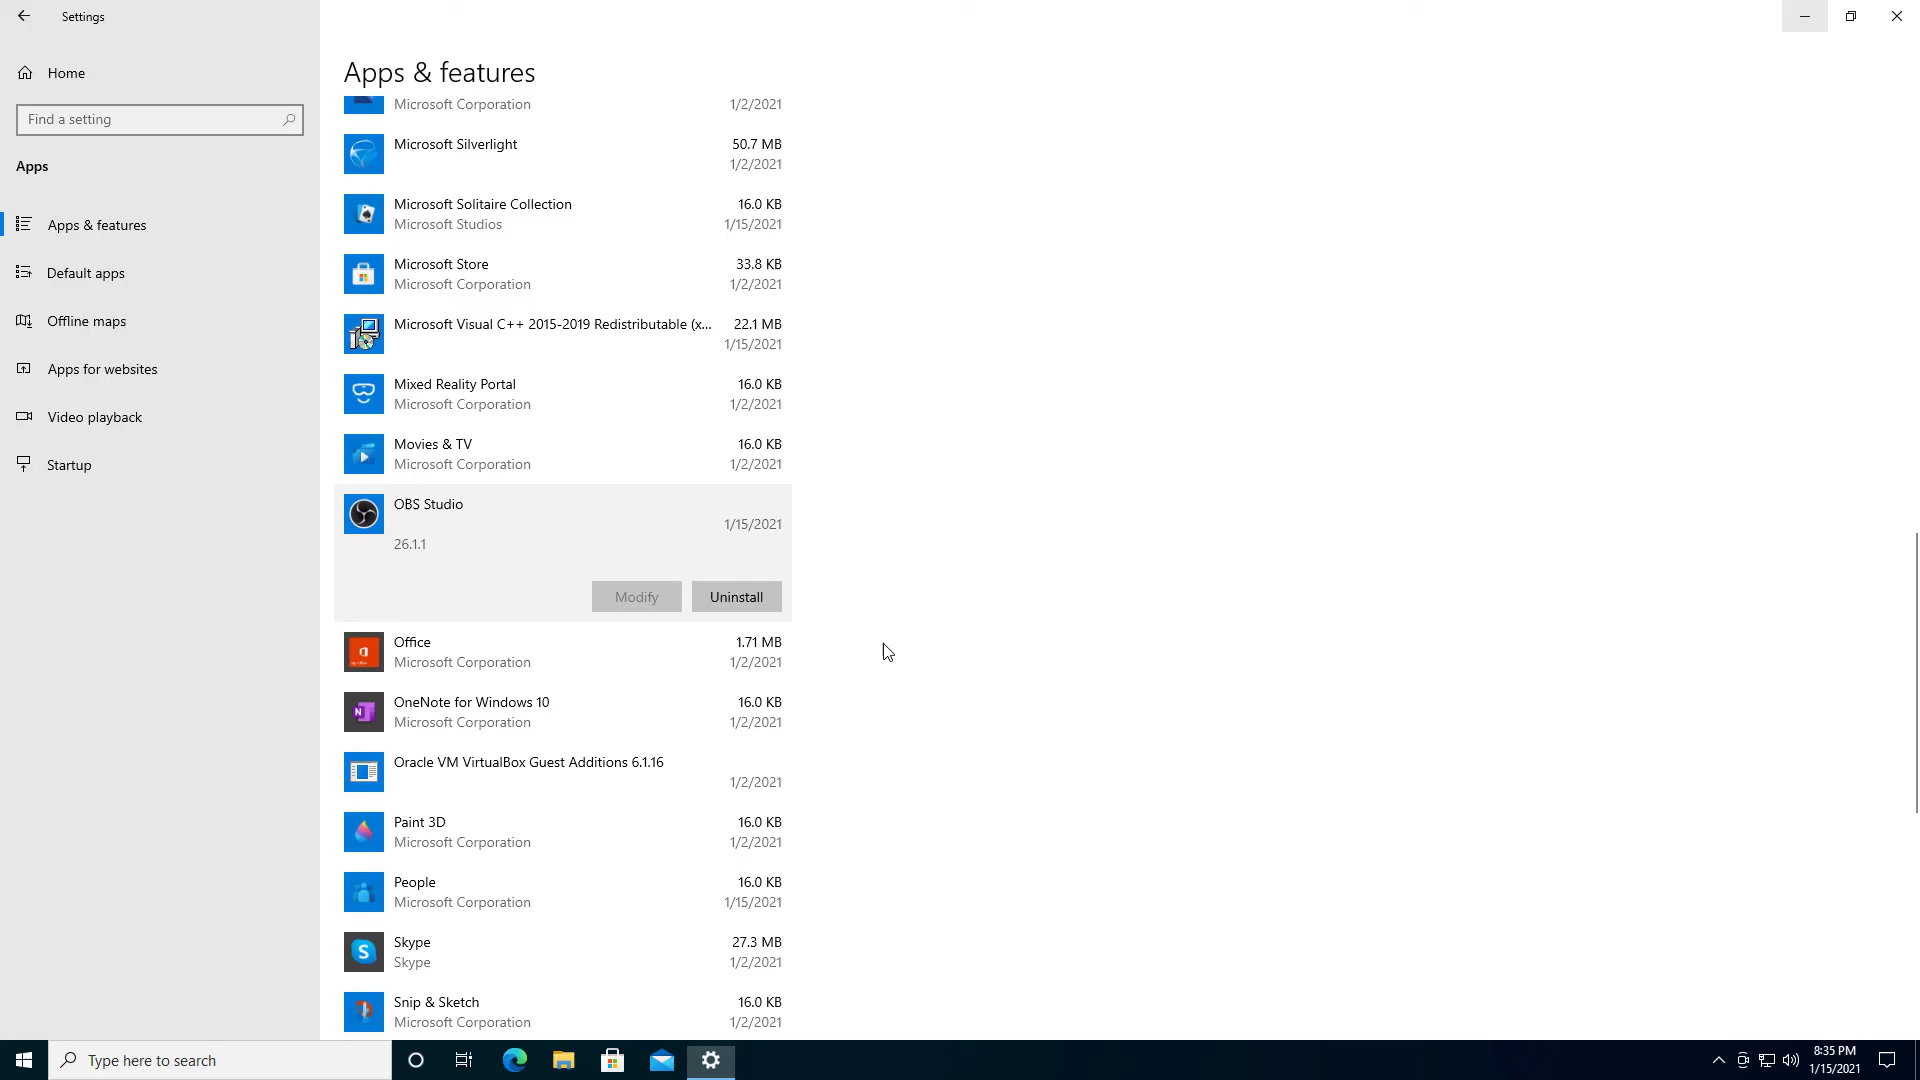 Settings
Home
Find a setting
Apps
Apps & features
Default apps
Offline maps
Apps for websites
Video playback
Startup
Apps & features
Microsoft Corporation 1/2/2021
Microsoft Silverlight 50.7 MB
1/2/2021
Microsoft Solitaire Collection 16.0 KB
Microsoft Studios 1/15/2021
Microsoft Store 33.8 KB
Microsoft Corporation 1/2/2021
Microsoft Visual C++ 2015-2019 Redistributable (x... 22.1 MB
1/15/2021
Mixed Reality Portal 16.0 KB
Microsoft Corporation 1/2/2021
Movies & TV 16.0 KB
Microsoft Corporation 1/2/2021
OBS Studio
1/15/2021
26.1.1
Modify Uninstall
Office 1.71 MB
Microsoft Corporation 1/2/2021
OneNote for Windows 10 16.0 KB
Microsoft Corporation 1/2/2021
Oracle VM VirtualBox Guest Additions 6.1.16
1/2/2021
Paint 3D 16.0 KB
Microsoft Corporation 1/2/2021
People 16.0 KB
Microsoft Corporation 1/15/2021
Skype 27.3 MB
Skype 1/2/2021
Snip & Sketch 16.0 KB
Microsoft Corporation 1/2/2021
Type here to search
8:35 PM
1/15/2021